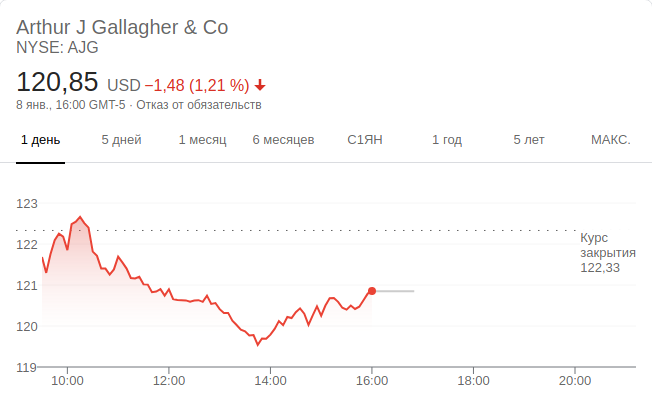 Arthur J Gallagher & Co
NYSE: AJG
120,85 USD −1,48 (1,21 %)
8 янв., 16:00 GMT-5 · Отказ от обязательств
1 день 5 дней 1 месяц 6 месяцев С1ЯН 1 год 5 лет МАКС.
123
122
121
120
119
Курс
закрытия
122,33
10:00 12:00 14:00 16:00 18:00 20:00